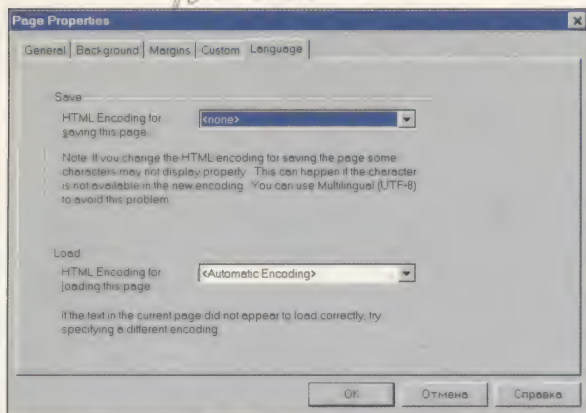 Page Properties
General Background Margins Custom Language
Save
HTML Encoding for
saving this page
<none>
Note: If you change the HTML encoding for saving the page some
characters may not display properly. This can happen if the character
is not available in the new encoding. You can use Multilingual (UTF-8)
to avoid this problem
Load
HTML Encoding for
loading this page
<Automatic Encoding>
If the text in the current page did not appear to load correctly, try
specifying a different encoding
OK Отмена Справка